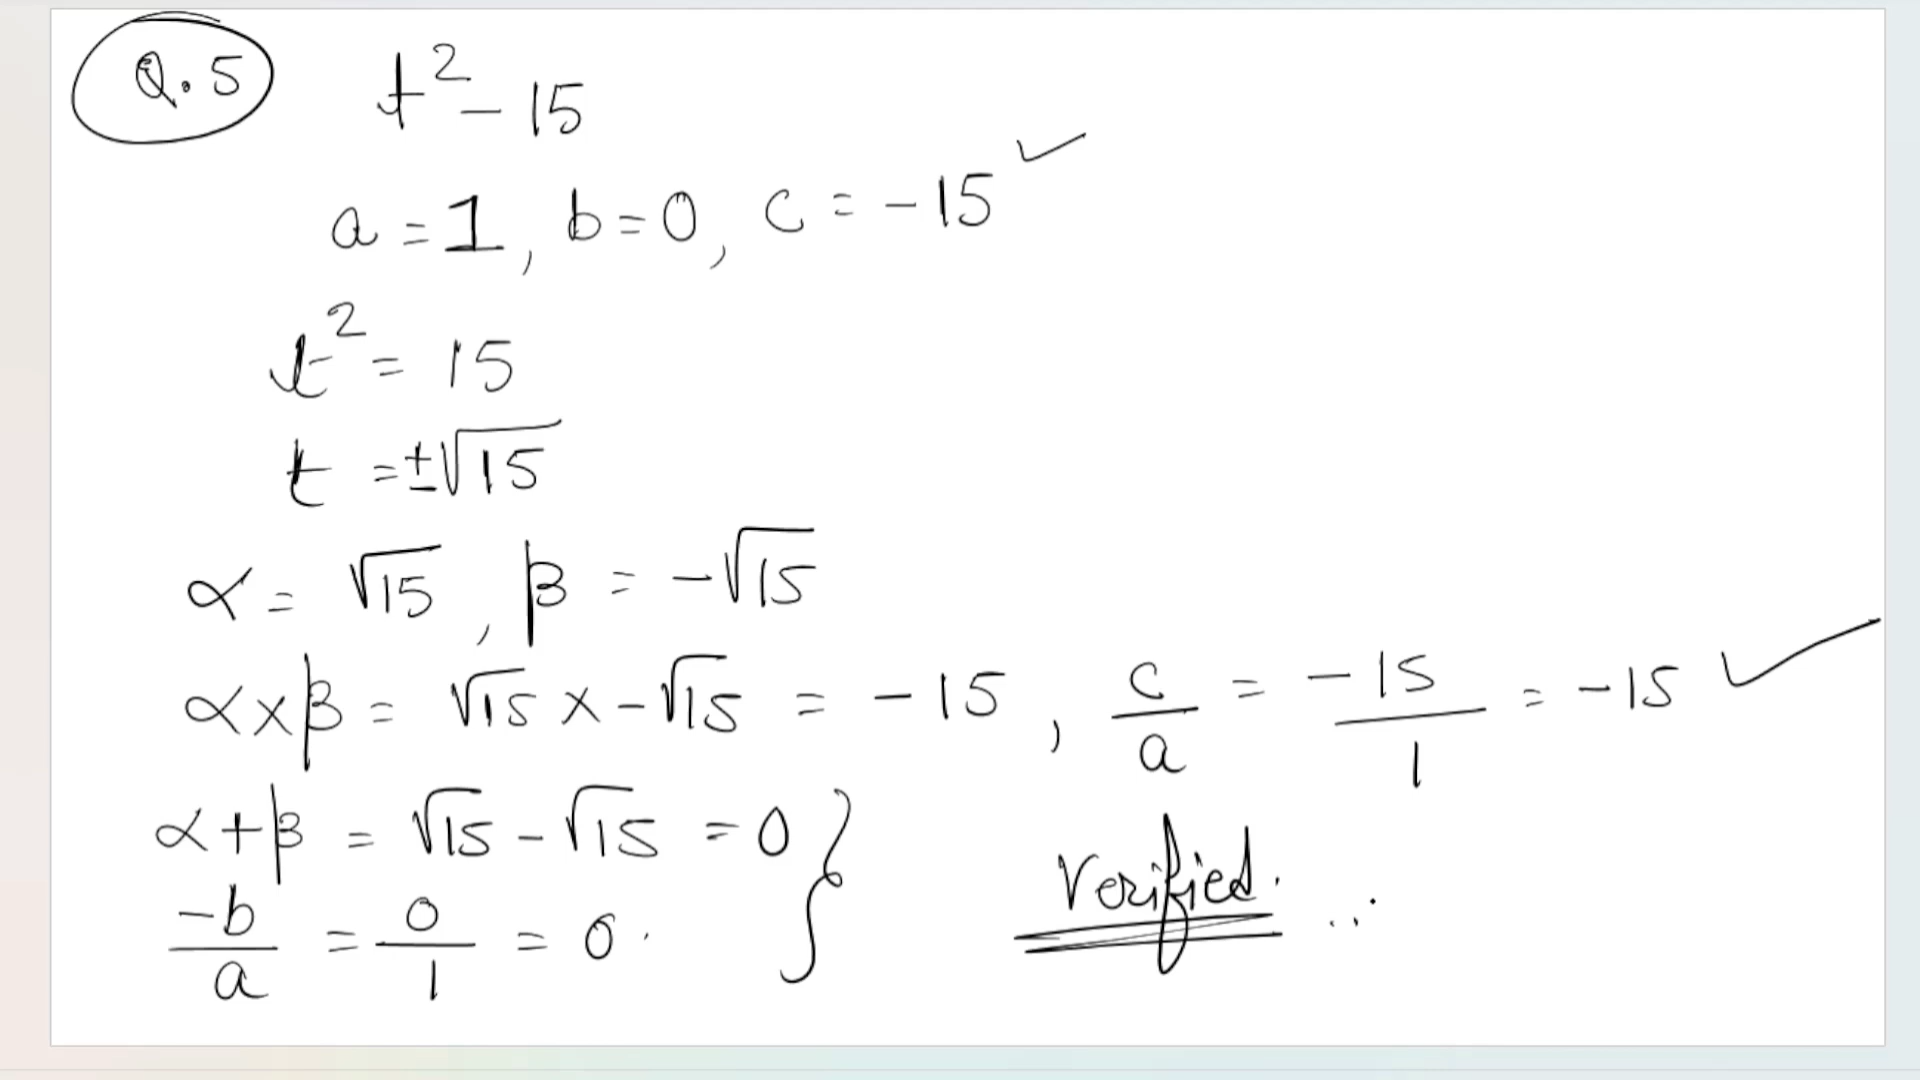 Q.5 t² - 15
a = 1, b = 0, c = -15 ✓
t² = 15
t = ±√15
α = √15, β = -√15
α × β = √15 × -√15 = -15, c/a = -15/1 = -15 ✓
α + β = √15 - √15 = 0 }
-b/a = 0/1 = 0.
Verified. ...